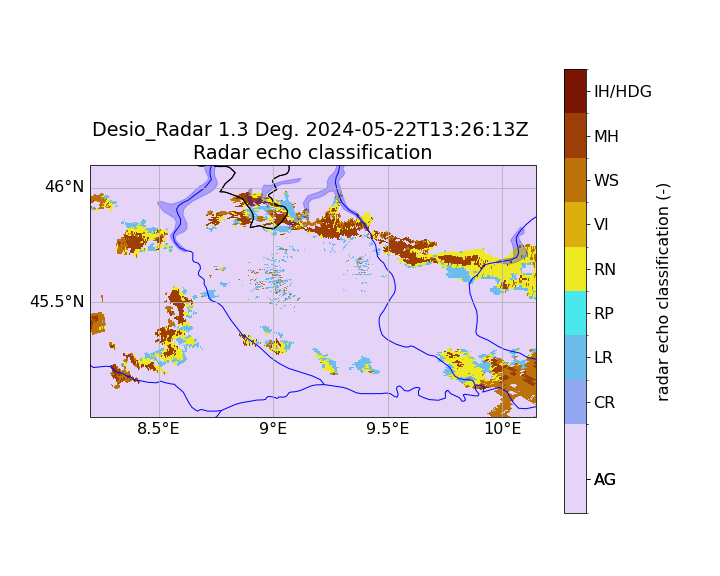 Desio_Radar 1.3 Deg. 2024-05-22T13:26:13Z
Radar echo classification
46°N
45.5°N
8.5°E
9°E
9.5°E
10°E
IH/HDG
MH
WS
VI
RN
RP
LR
CR
AG
radar echo classification (-)